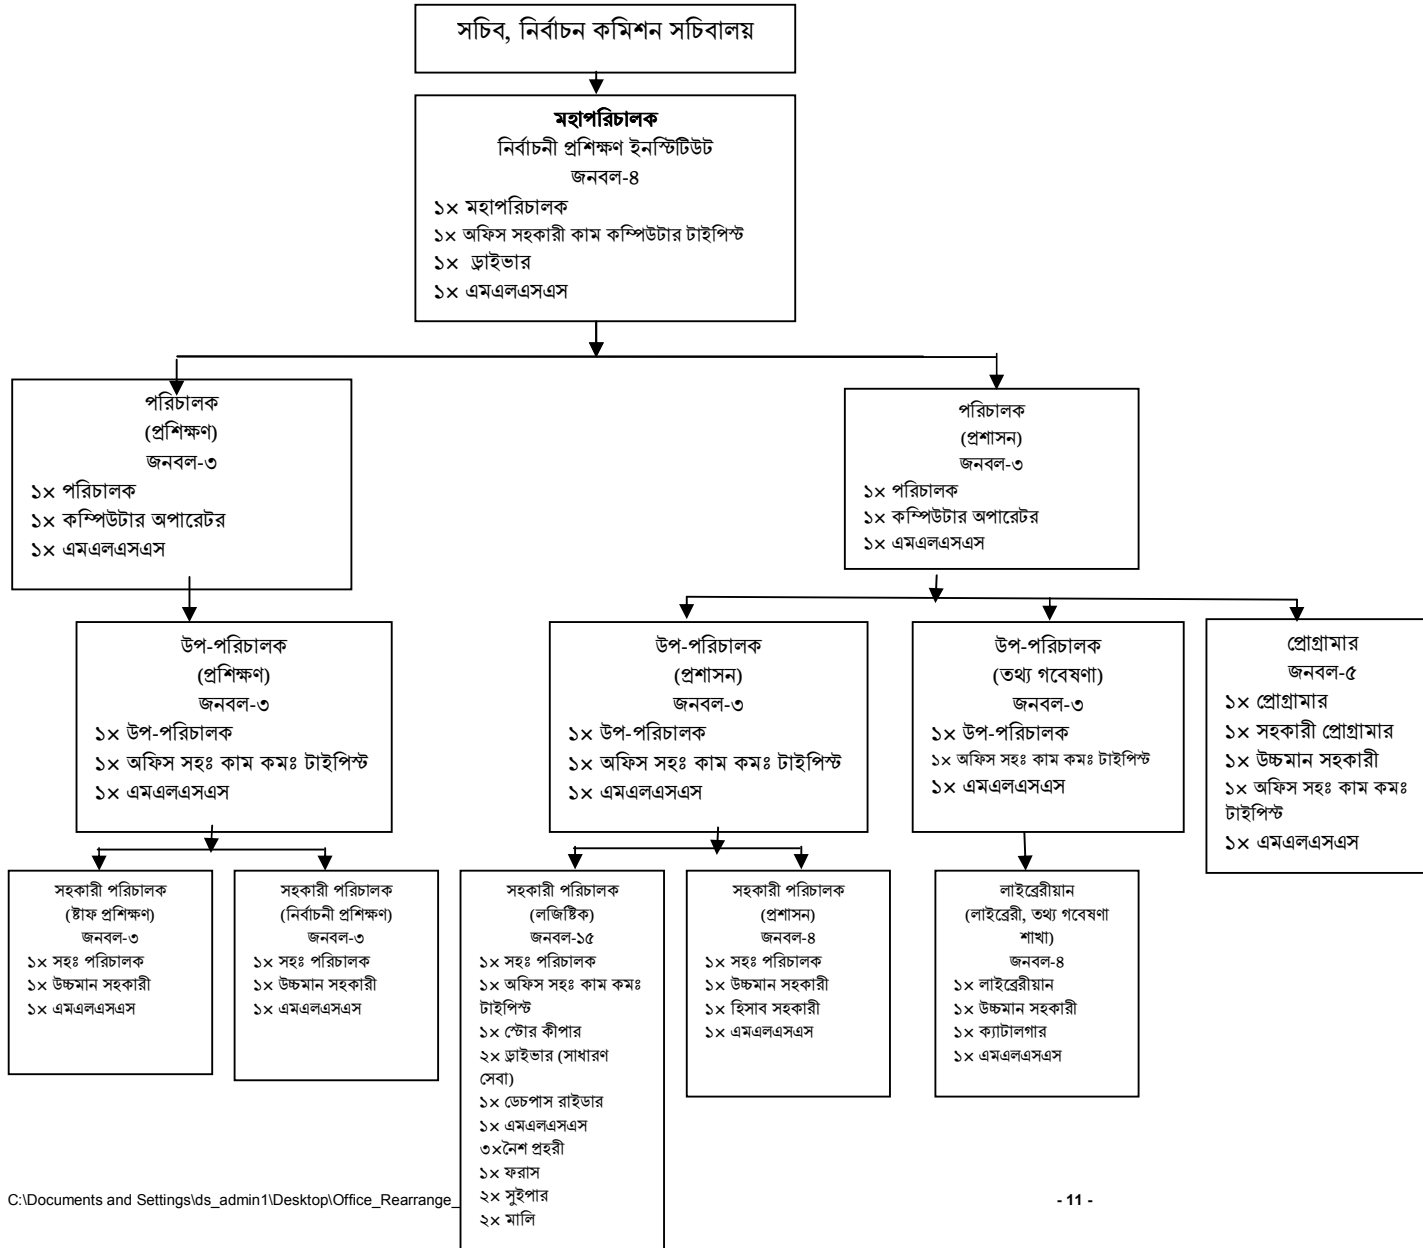 সচিব, নির্বাচন কমিশন সচিবালয়
মহাপরিচালক
নির্বাচনী প্রশিক্ষণ ইনস্টিটিউট
জনবল-৪
১× মহাপরিচালক
১× অফিস সহকারী কাম কম্পিউটার টাইপিস্ট
১× ড্রাইভার
১× এমএলএসএস
পরিচালক
(প্রশিক্ষণ)
জনবল-৩
১× পরিচালক
১× কম্পিউটার অপারেটর
১× এমএলএসএস
পরিচালক
(প্রশাসন)
জনবল-৩
১× পরিচালক
১× কম্পিউটার অপারেটর
১× এমএলএসএস
উপ-পরিচালক
(প্রশিক্ষণ)
জনবল-৩
১× উপ-পরিচালক
১× অফিস সহঃ কাম কমঃ টাইপিস্ট
১× এমএলএসএস
উপ-পরিচালক
(প্রশাসন)
জনবল-৩
১× উপ-পরিচালক
১× অফিস সহঃ কাম কমঃ টাইপিস্ট
১× এমএলএসএস
উপ-পরিচালক
(তথ্য গবেষণা)
জনবল-৩
১× উপ-পরিচালক
১× অফিস সহঃ কাম কমঃ টাইপিস্ট
১× এমএলএসএস
প্রোগ্রামার
জনবল-৫
১× প্রোগ্রামার
১× সহকারী প্রোগ্রামার
১× উচ্চমান সহকারী
১× অফিস সহঃ কাম কমঃ
টাইপিস্ট
১× এমএলএসএস
সহকারী পরিচালক
(ষ্টাফ প্রশিক্ষণ)
জনবল-৩
১× সহঃ পরিচালক
১× উচ্চমান সহকারী
১× এমএলএসএস
সহকারী পরিচালক
(নির্বাচনী প্রশিক্ষণ)
জনবল-৩
১× সহঃ পরিচালক
১× উচ্চমান সহকারী
১× এমএলএসএস
সহকারী পরিচালক
(লজিষ্টিক)
জনবল-১৫
১× সহঃ পরিচালক
১× অফিস সহঃ কাম কমঃ
টাইপিস্ট
১× স্টোর কীপার
২× ড্রাইভার (সাধারণ
সেবা)
১× ডেচপাস রাইডার
১× এমএলএসএস
৩×নৈশ প্রহরী
১× ফরাস
২× সুইপার
২× মালি
সহকারী পরিচালক
(প্রশাসন)
জনবল-৪
১× সহঃ পরিচালক
১× উচ্চমান সহকারী
১× হিসাব সহকারী
১× এমএলএসএস
লাইব্রেরীয়ান
(লাইব্রেরী, তথ্য গবেষণা
শাখা)
জনবল-৪
১× লাইব্রেরীয়ান
১× উচ্চমান সহকারী
১× ক্যাটালগার
১× এমএলএসএস
C:\Documents and Settings\ds_admin1\Desktop\Office_Rearrange_
- 11 -